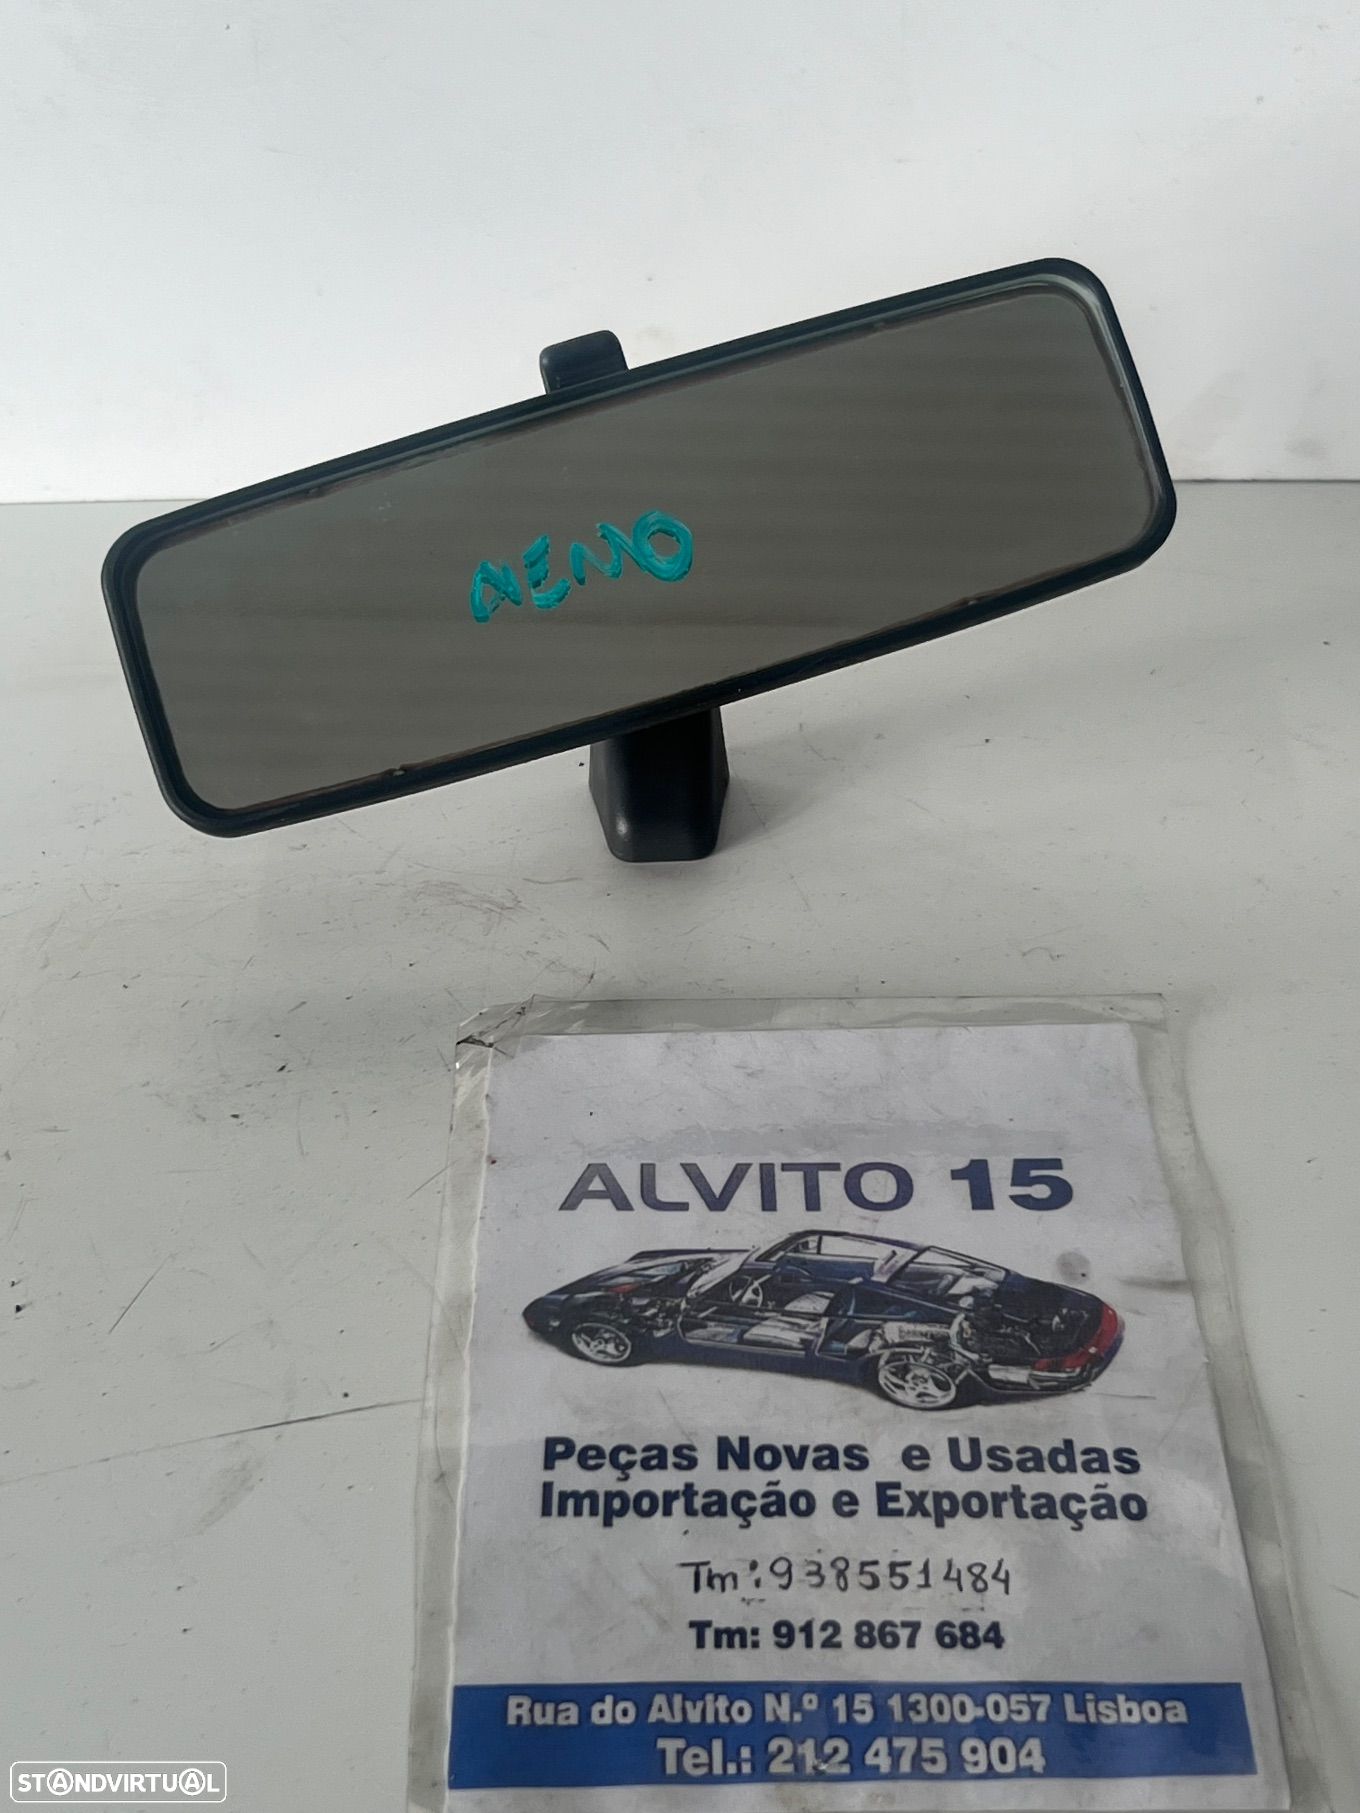 NEMO
ALVITO 15
Peças Novas e Usadas
Importação e Exportação
Tm:938551484
Tm: 912 867 684
Rua do Alvito N.º 15 1300-057 Lisboa
Tel.: 212 475 904
STANDVIRTUAL